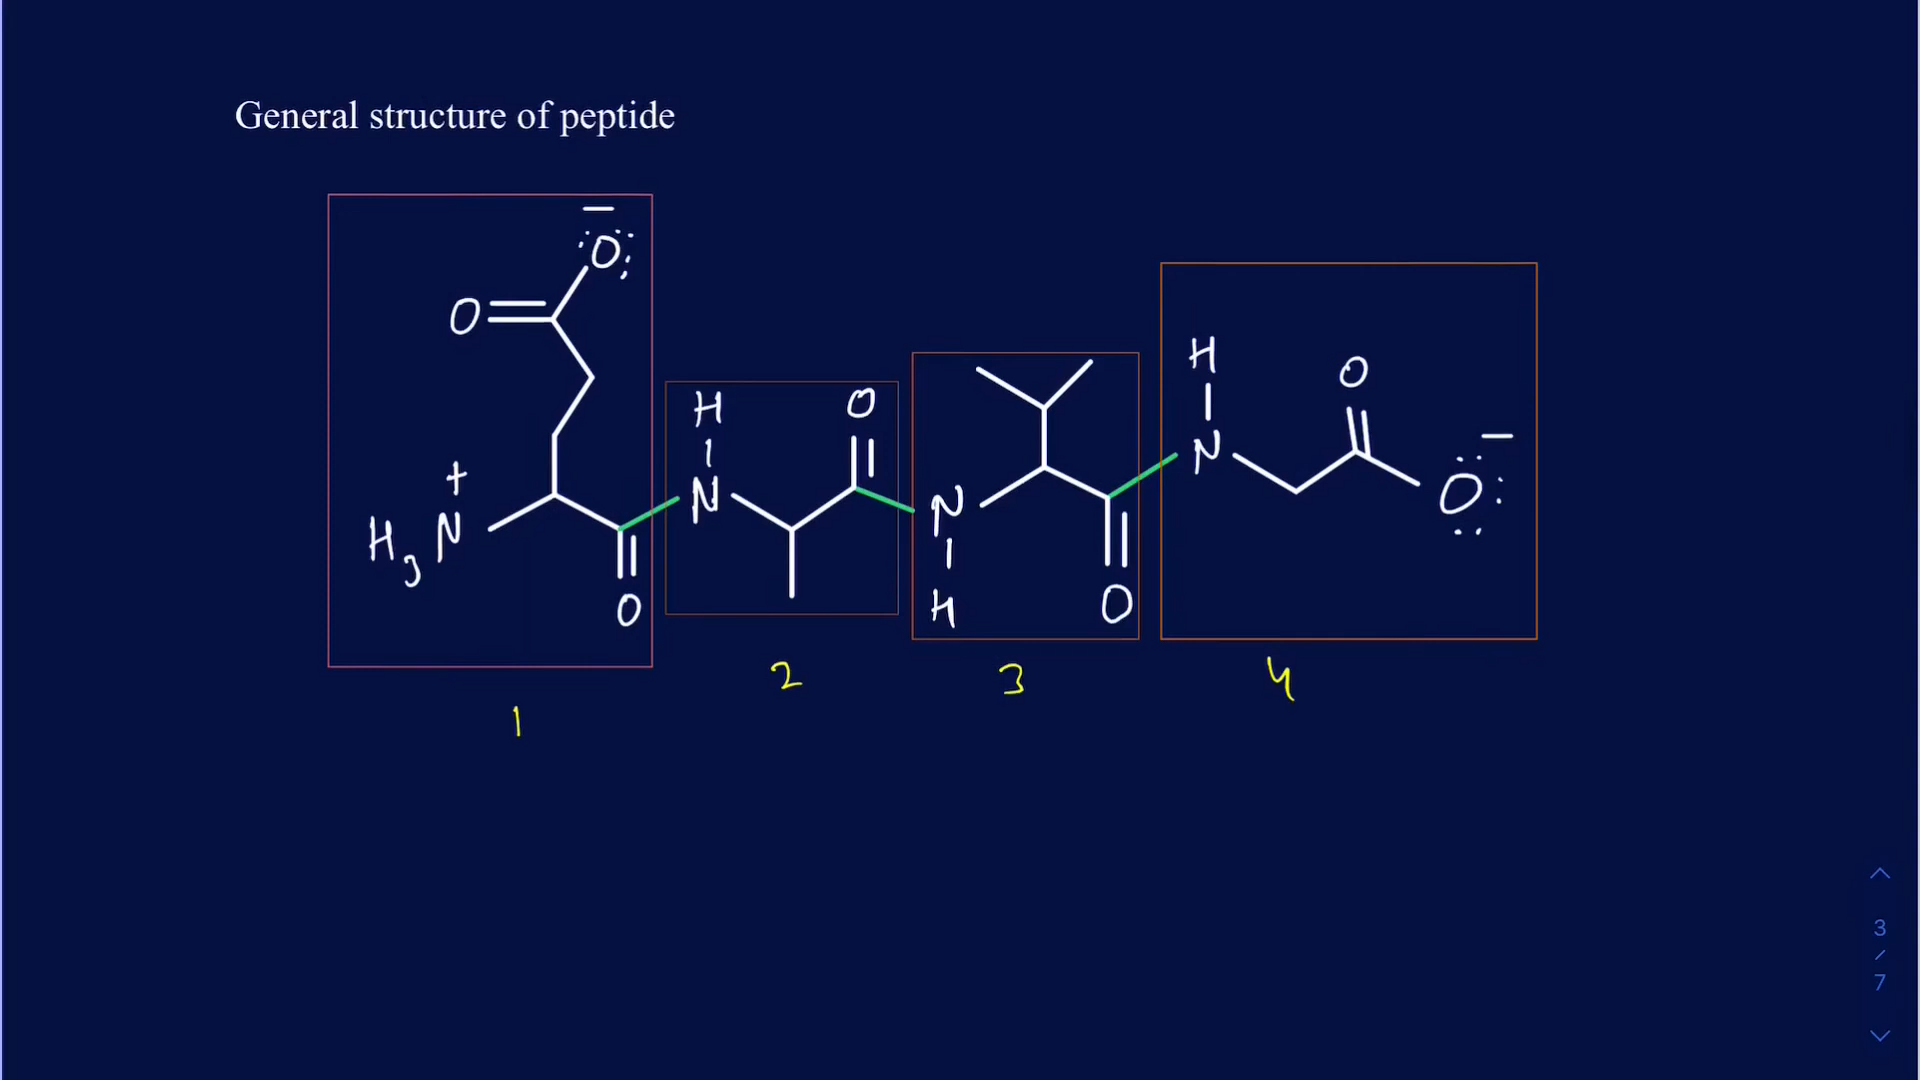 General structure of peptide
−
:Ö:
O
H
O
H
O
+
H N O
−
H₃N
N
N
:Ö:
O
H
O
1
2
3
4
3
/
7